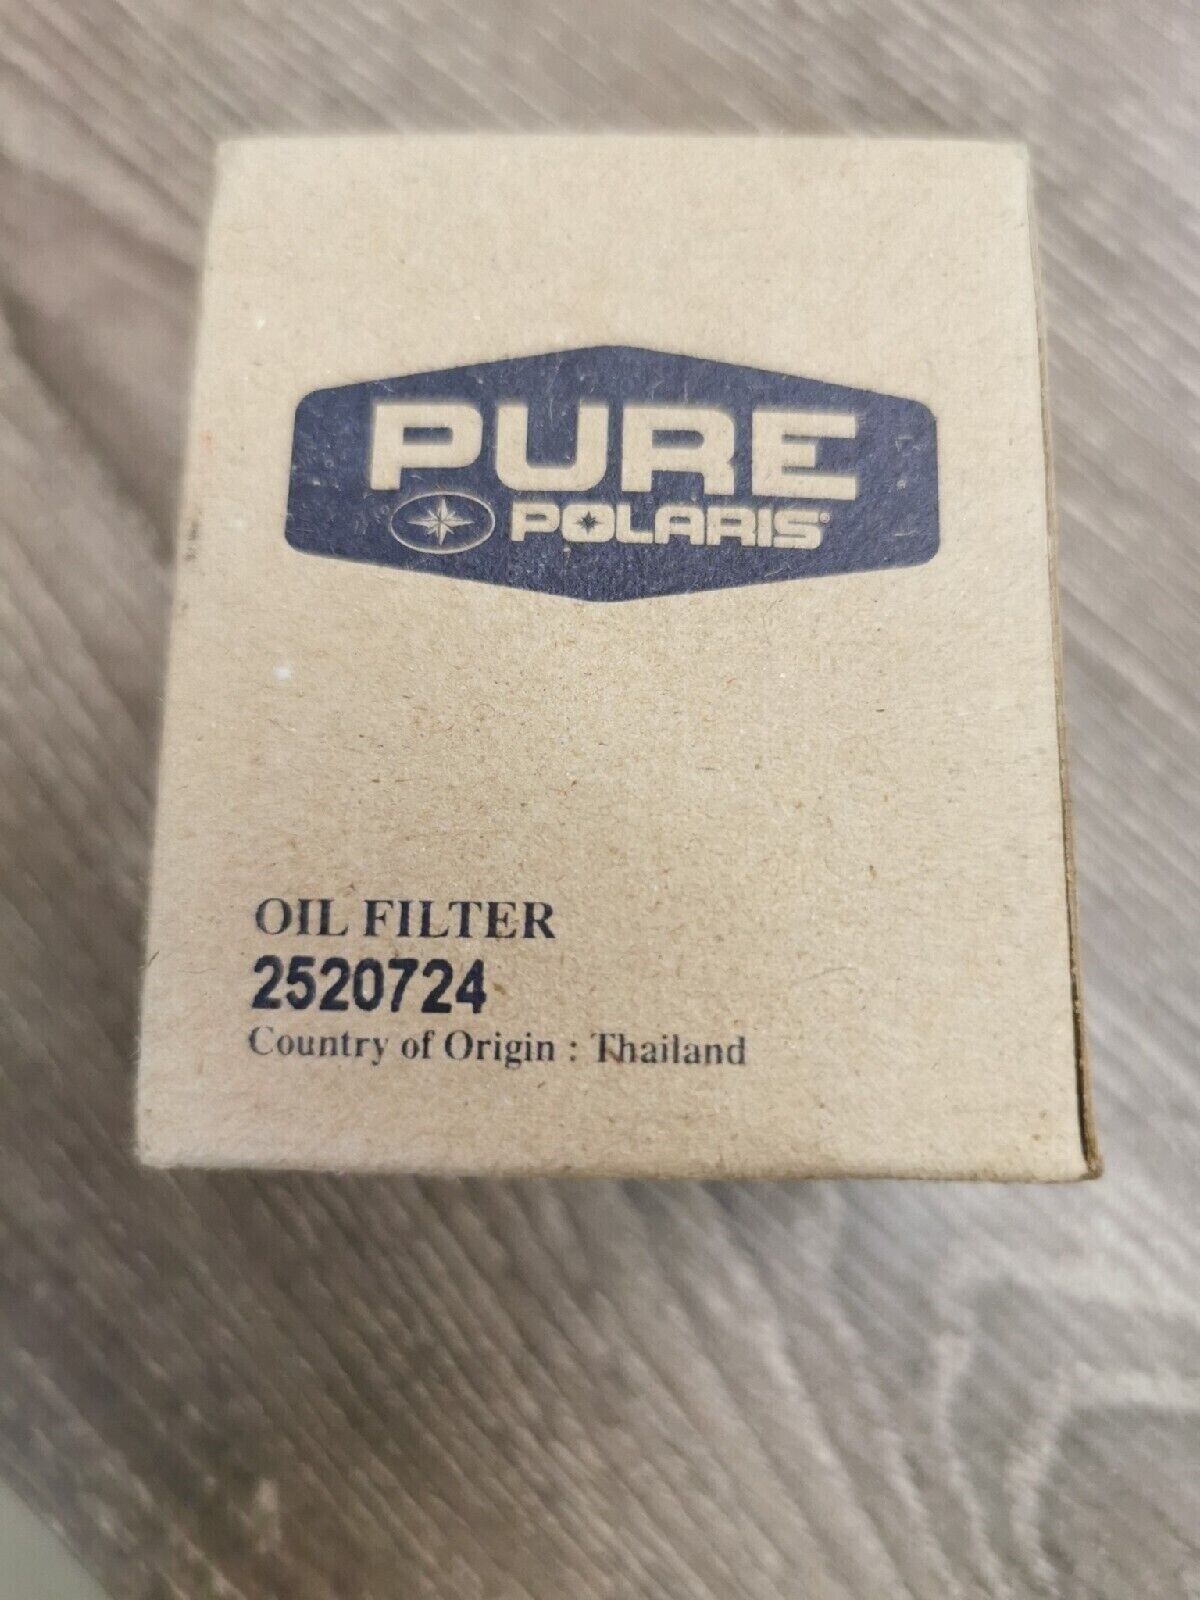 PURE
POLARIS®
OIL FILTER
2520724
Country of Origin : Thailand